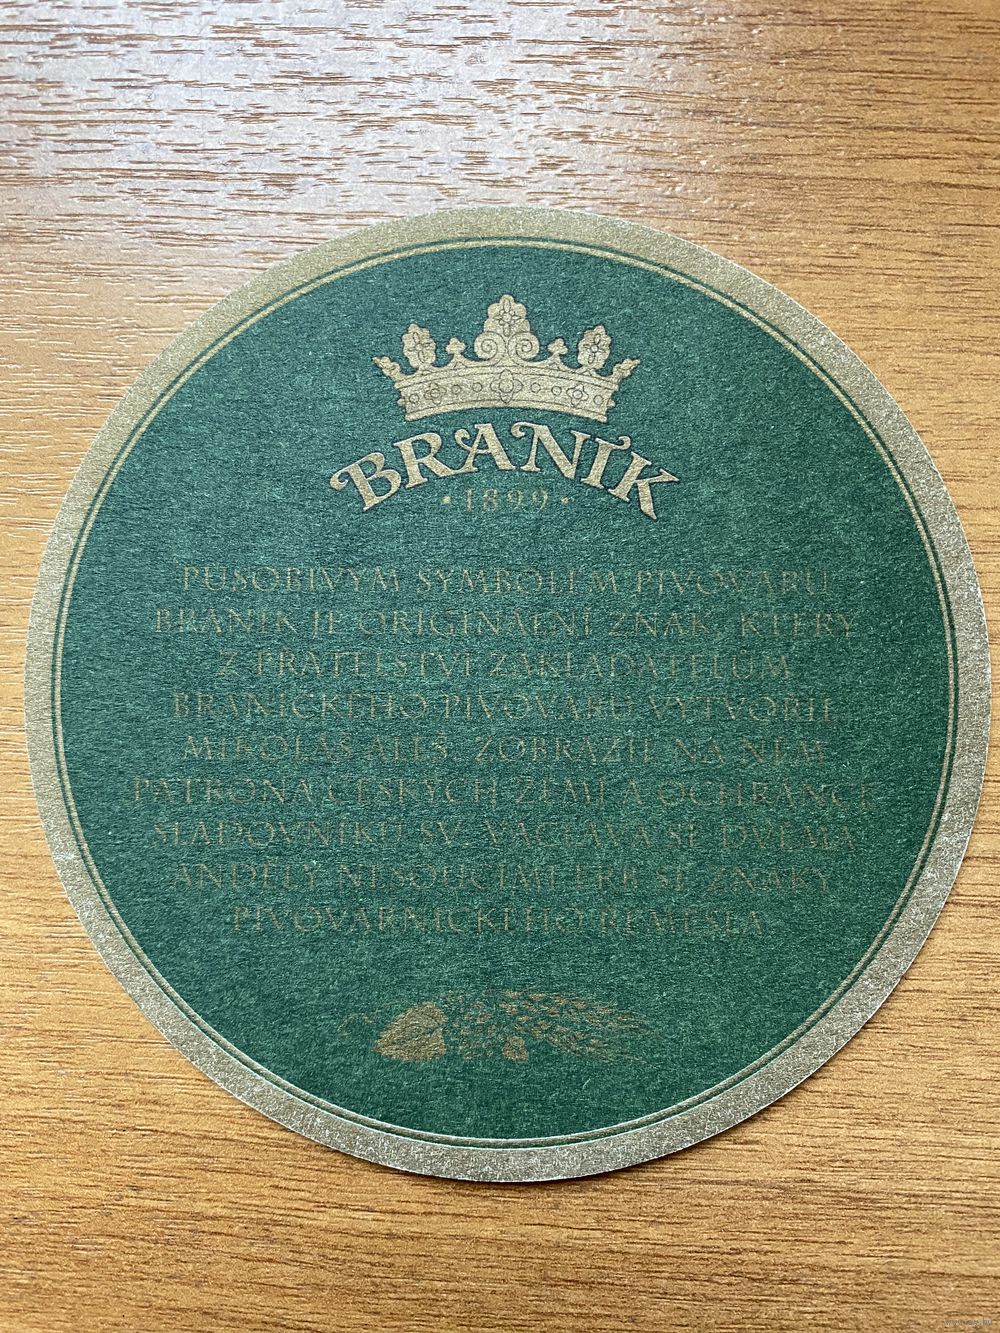 BRANÍK
·1899·
PŮSOBIVÝM SYMBOLEM PIVOVARU
BRANÍK JE ORIGINÁLNÍ ZNAK, KTERÝ
Z PŘÁTELSTVÍ ZAKLADATELŮM
BRANICKÉHO PIVOVARU VYTVOŘIL
MIKOLÁŠ ALEŠ. ZOBRAZIL NA NĚM
PATRONA ČESKÝCH ZEMÍ A OCHRÁNCE
SLADOVNÍKŮ SV. VÁCLAVA SE DVĚMA
ANDĚLY NESOUCÍMI ERB SE ZNAKY
PIVOVARNICKÉHO ŘEMESLA